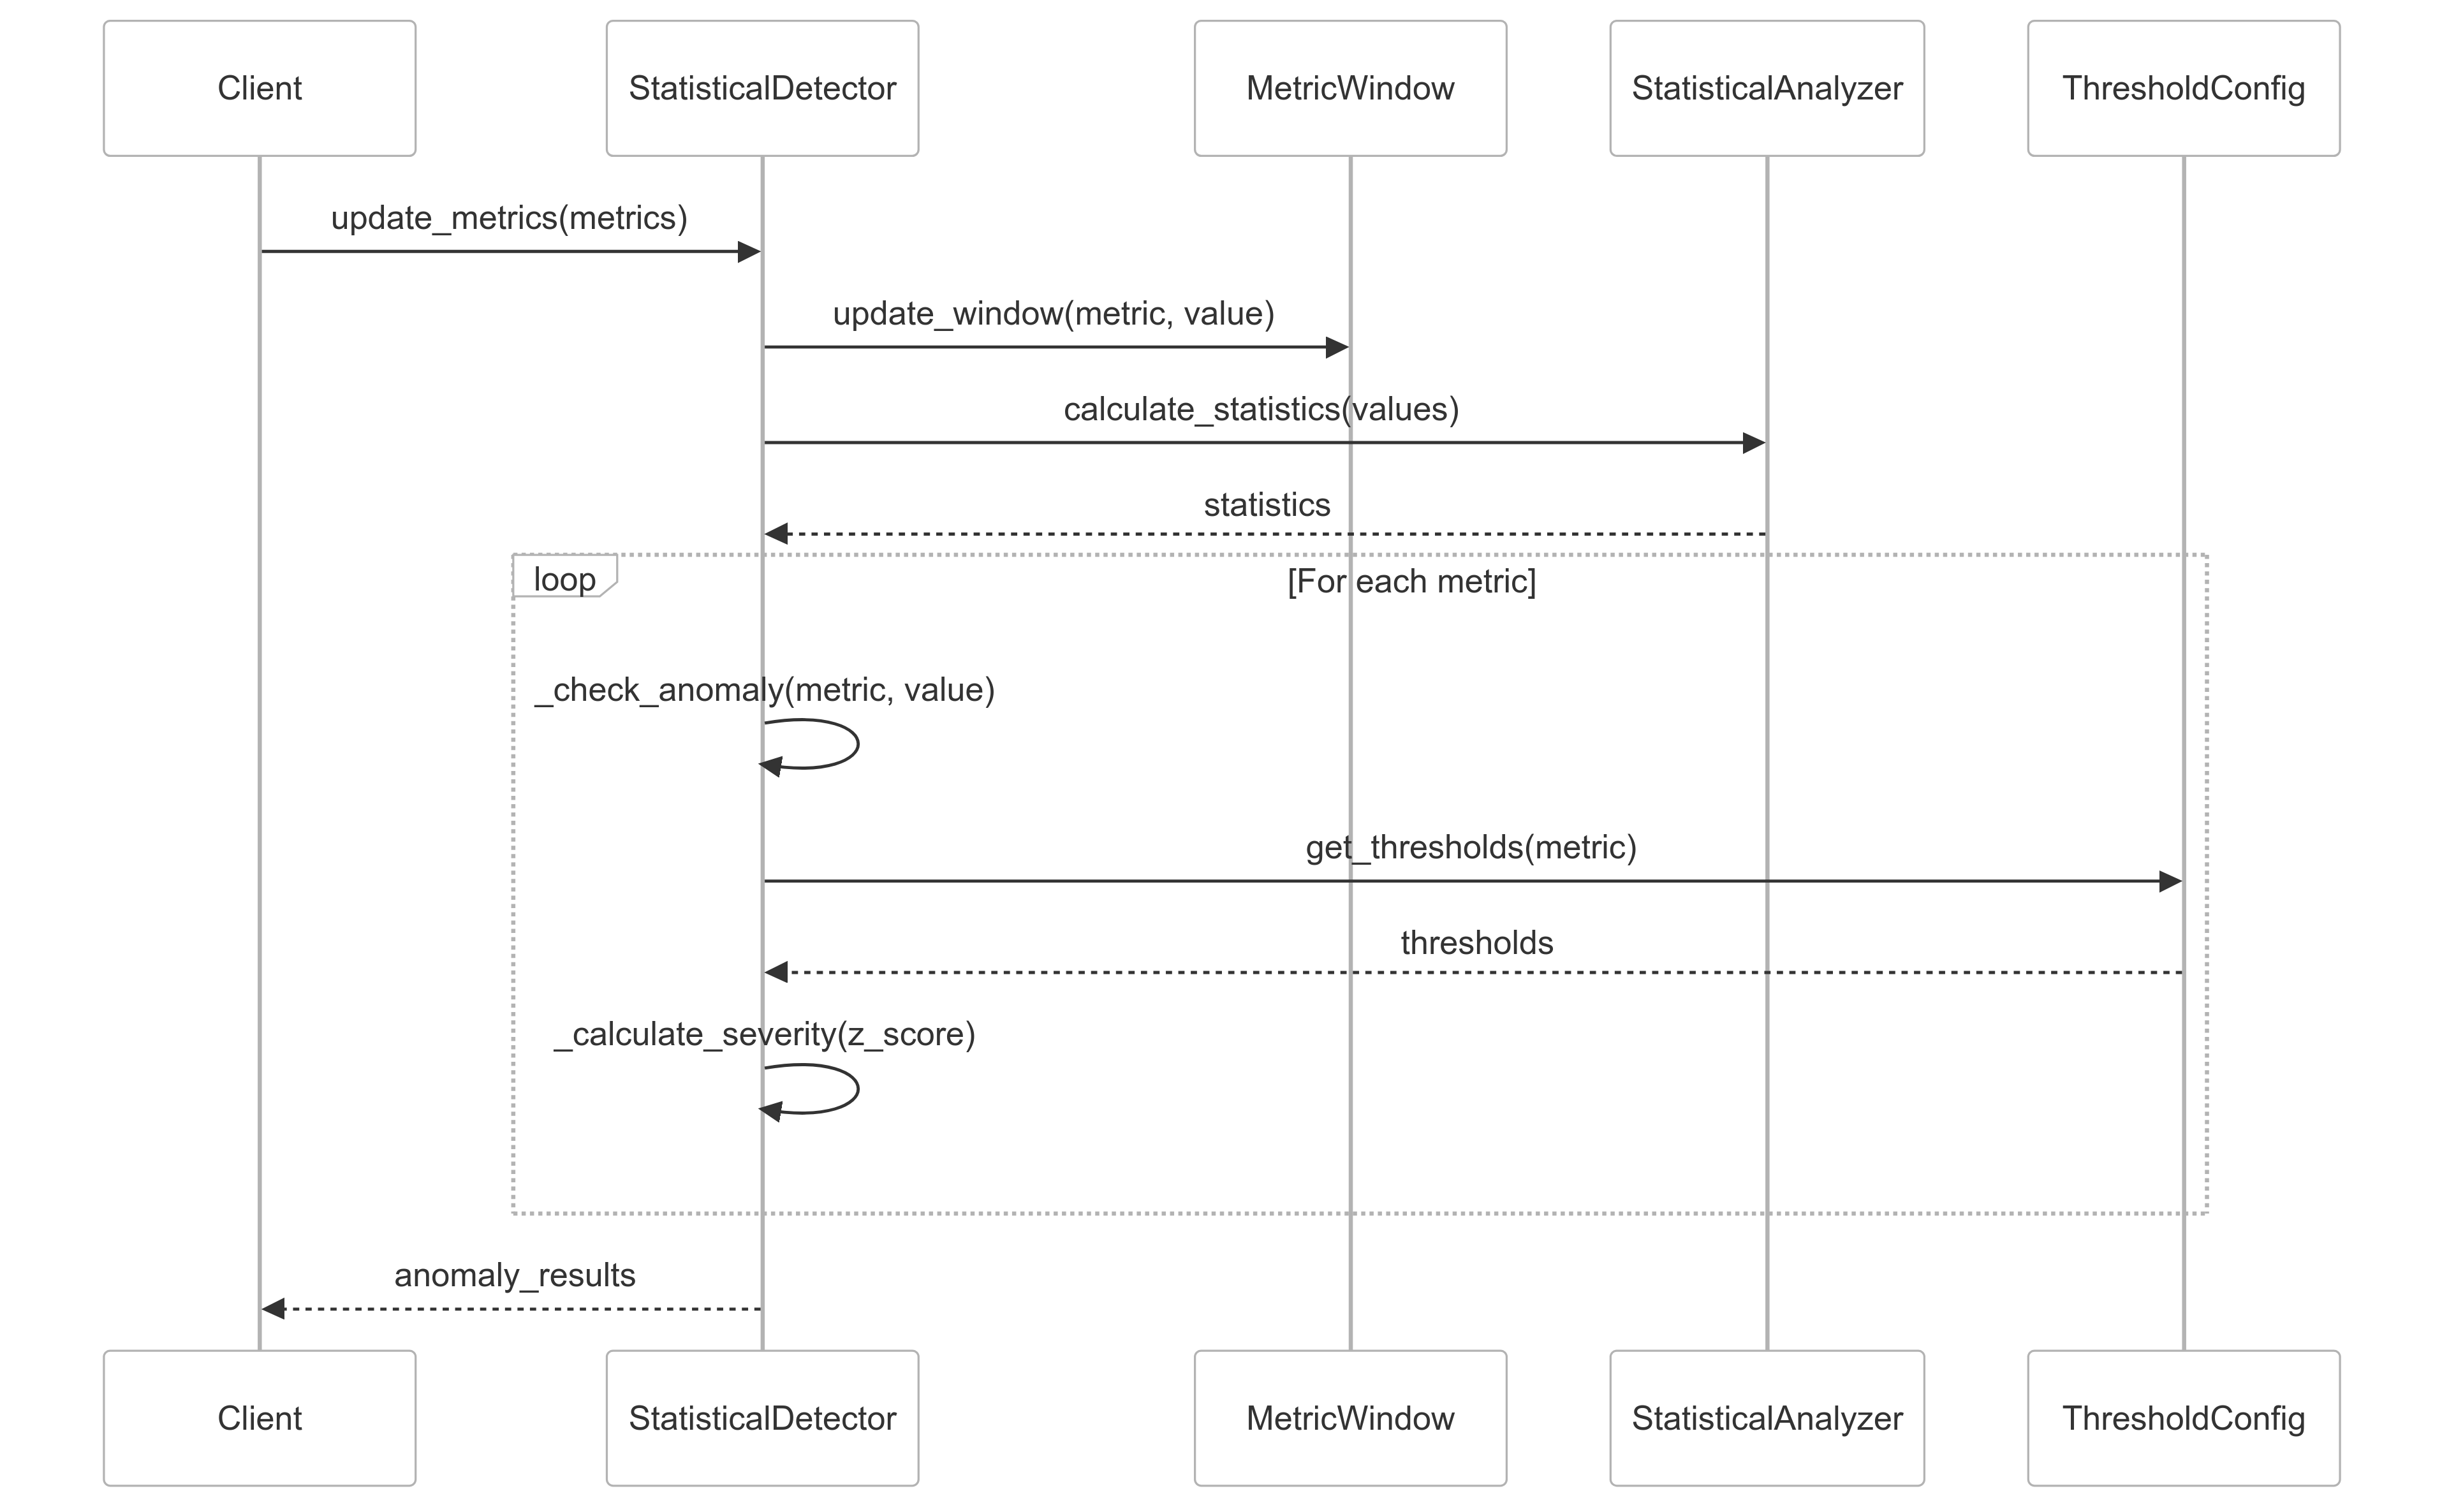 Client
StatisticalDetector
MetricWindow
StatisticalAnalyzer
ThresholdConfig
update_metrics(metrics)
update_window(metric, value)
calculate_statistics(values)
statistics
loop
[For each metric]
_check_anomaly(metric, value)
get_thresholds(metric)
thresholds
_calculate_severity(z_score)
anomaly_results
Client
StatisticalDetector
MetricWindow
StatisticalAnalyzer
ThresholdConfig